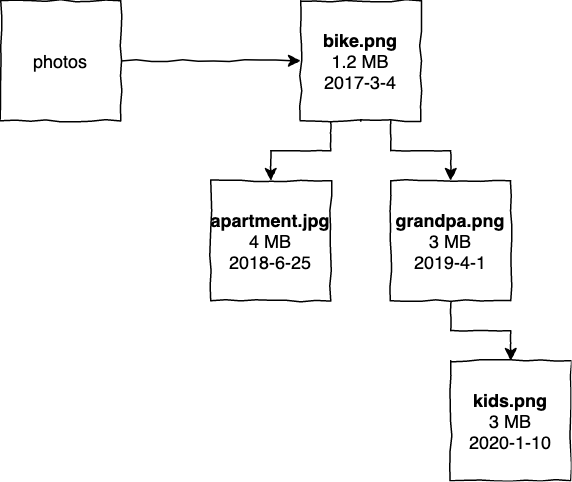 photos
bike.png
1.2 MB
2017-3-4
apartment.jpg
4 MB
2018-6-25
grandpa.png
3 MB
2019-4-1
kids.png
3 MB
2020-1-10